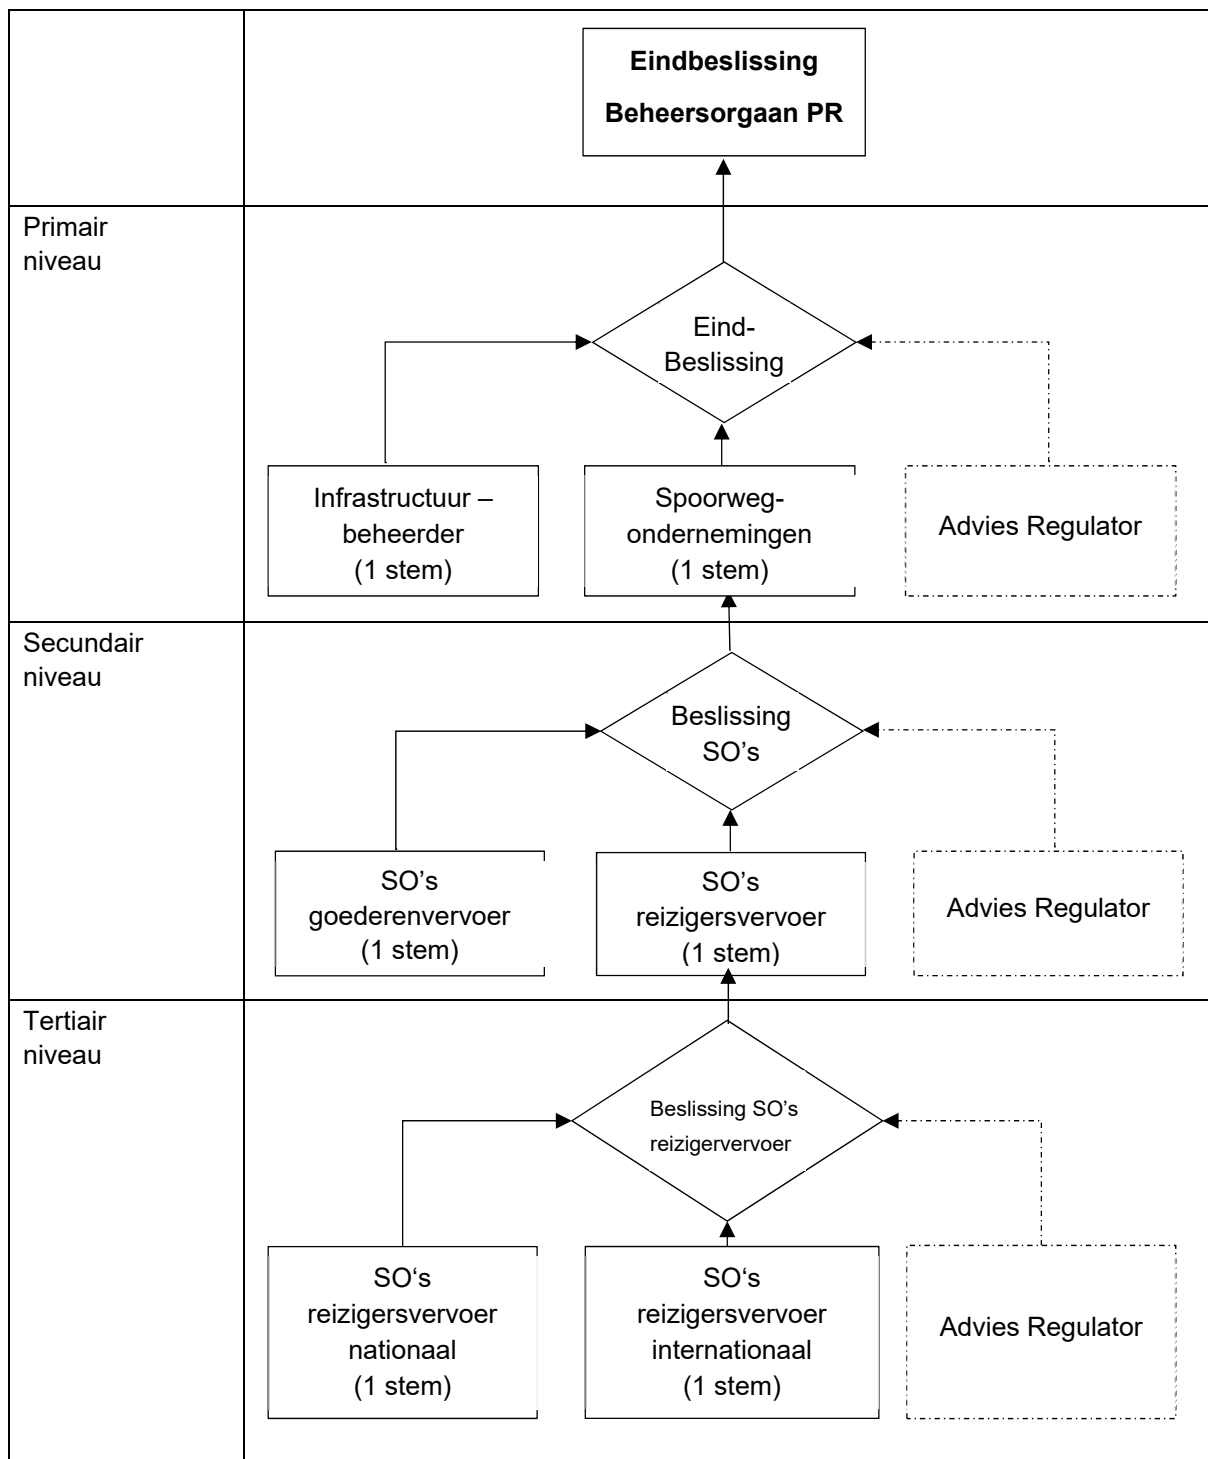 Eindbeslissing
Beheersorgaan PR
Primair
niveau
Eind-
Beslissing
Infrastructuur –
beheerder
(1 stem)
Spoorweg-
ondernemingen
(1 stem)
Advies Regulator
Secundair
niveau
Beslissing
SO’s
SO’s
goederenvervoer
(1 stem)
SO’s
reizigersvervoer
(1 stem)
Advies Regulator
Tertiair
niveau
Beslissing SO’s
reizigervervoer
SO‘s
reizigersvervoer
nationaal
(1 stem)
SO‘s
reizigersvervoer
internationaal
(1 stem)
Advies Regulator